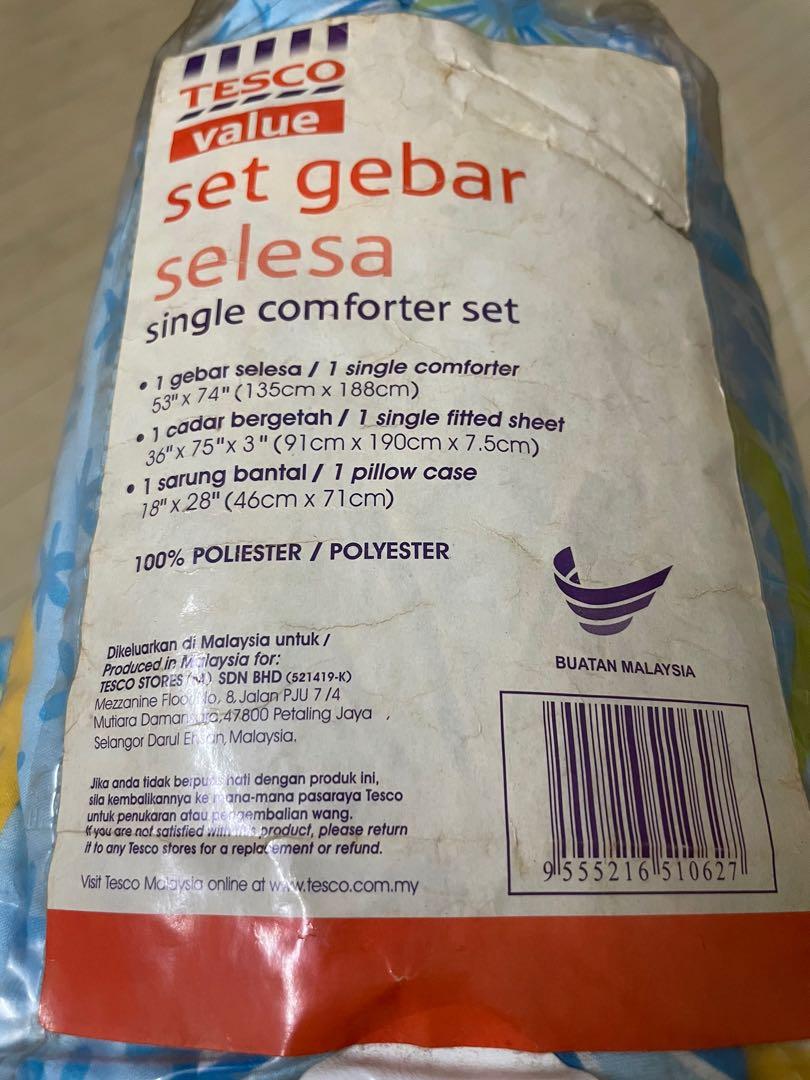 TESCO
value
set gebar
selesa
single comforter set
• 1 gebar selesa / 1 single comforter
53" x 74" (135cm x 188cm)
• 1 cadar bergetah / 1 single fitted sheet
36" x 75" x 3" (91cm x 190cm x 7.5cm)
• 1 sarung bantal / 1 pillow case
18" x 28" (46cm x 71cm)
100% POLIESTER / POLYESTER
BUATAN MALAYSIA
Dikeluarkan di Malaysia untuk /
Produced in Malaysia for:
TESCO STORES (M) SDN BHD (521419-K)
Mezzanine Floor No, 8, Jalan PJU 7/4
Mutiara Damansara, 47800 Petaling Jaya ,
Selangor Darul Ehsan, Malaysia.
Jika anda tidak berpuas hati dengan produk ini,
sila kembalikannya ke mana-mana pasaraya Tesco
untuk penukaran atau pengembalian wang.
If you are not satisfied with this product, please return
it to any Tesco stores for a replacement or refund.
Visit Tesco Malaysia online at www.tesco.com.my
9 555216 510627